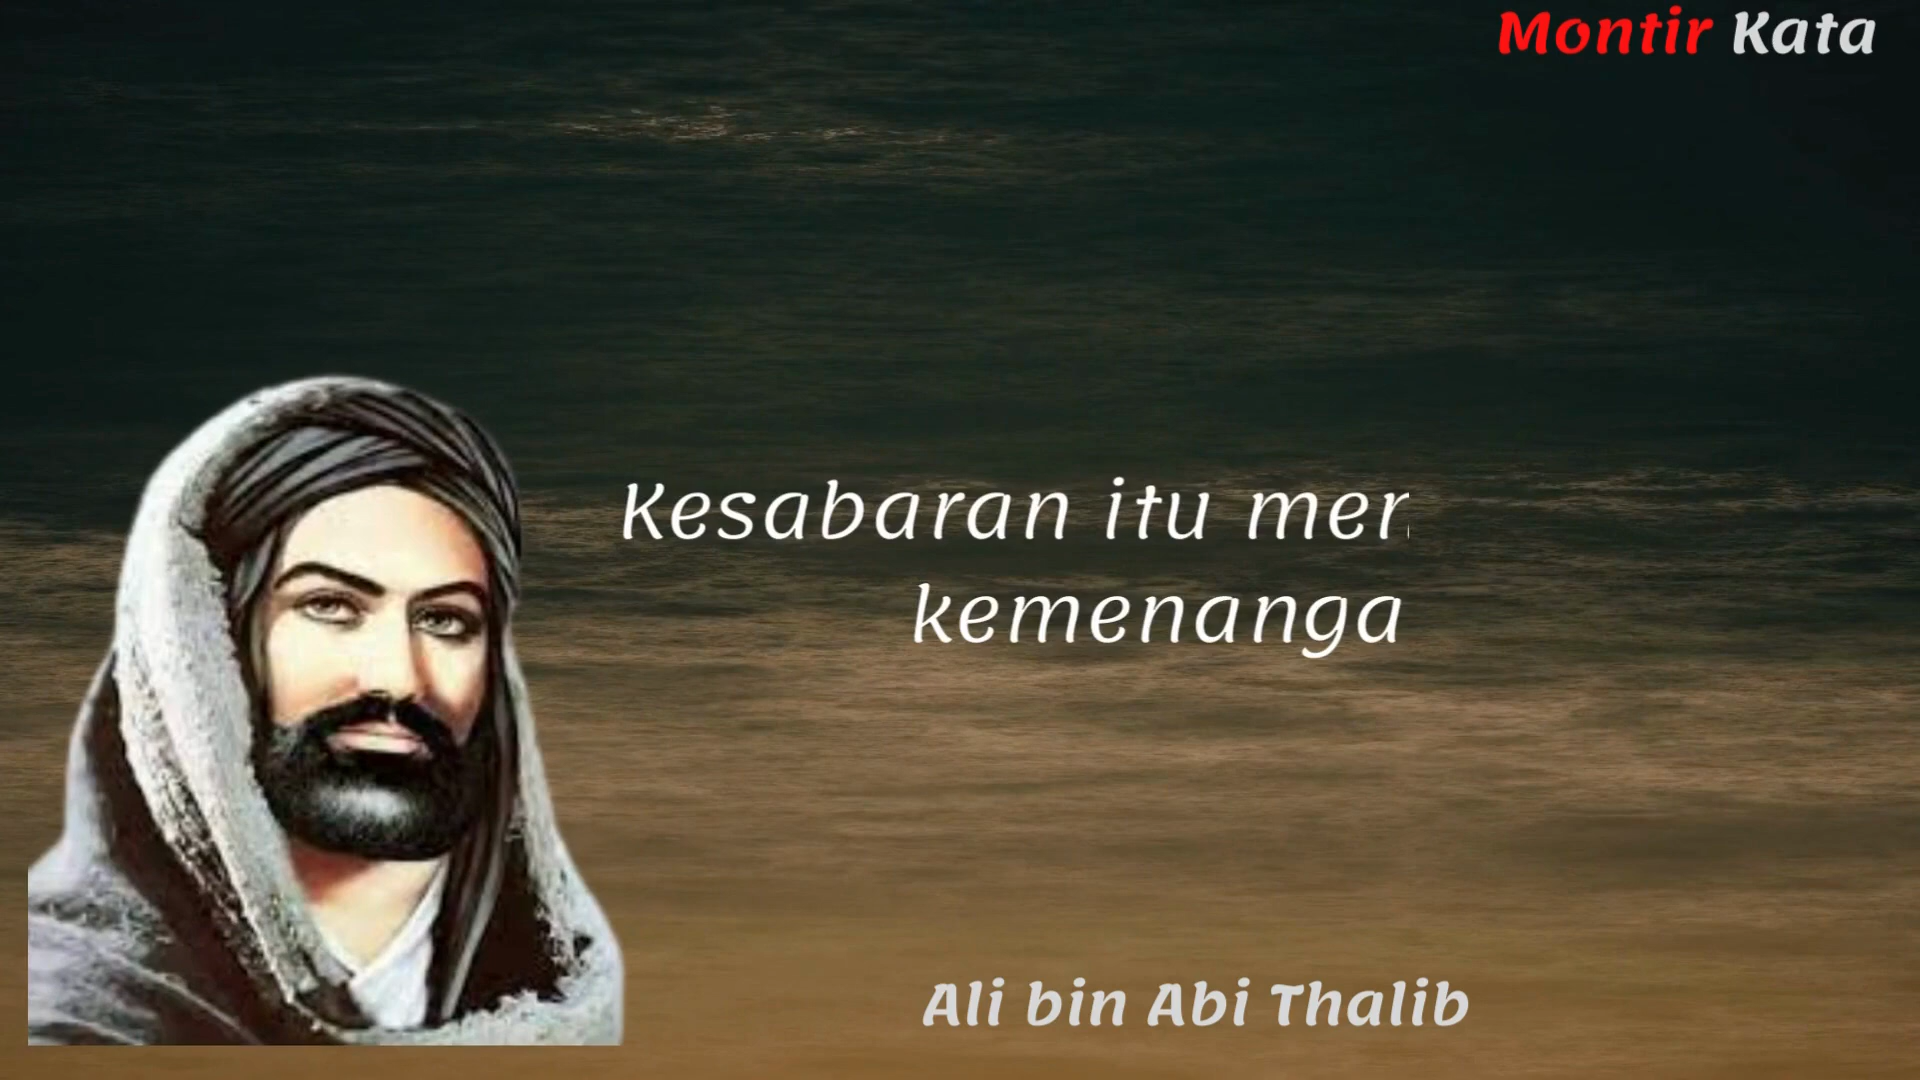 Montir Kata
Kesabaran itu mer
kemenanga
Ali bin Abi Thalib